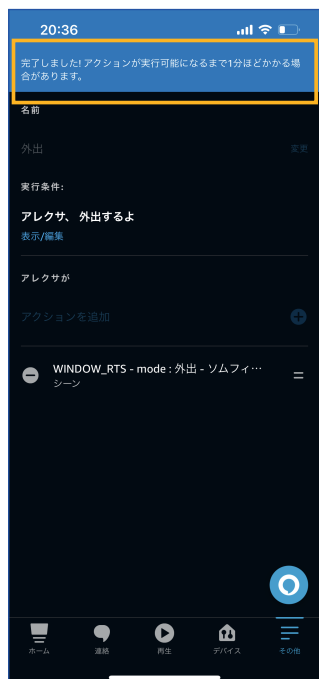 20:36
完了しました!アクションが実行可能になるまで1分ほどかかる場
合があります。
名前
外出
変更
実行条件:
アレクサ、 外出するよ
表示/編集
アレクサが
アクションを追加
WINDOW_RTS - mode : 外出 - ソムフィ…
シーン
ホーム
連絡
再生
デバイス
その他